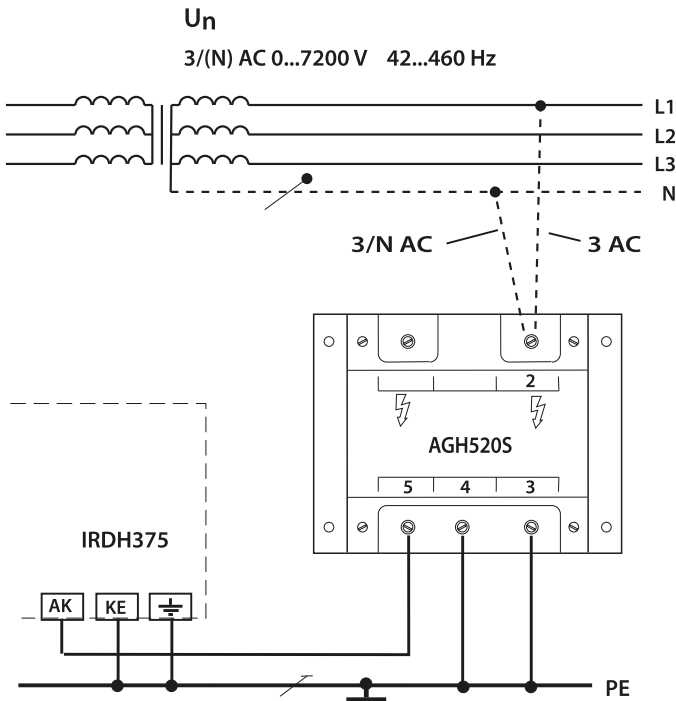 Un
3/(N) AC 0...7200 V 42...460 Hz
L1
L2
L3
N
3/N AC
3 AC
2
AGH520S
5 4 3
IRDH375
AK KE
PE